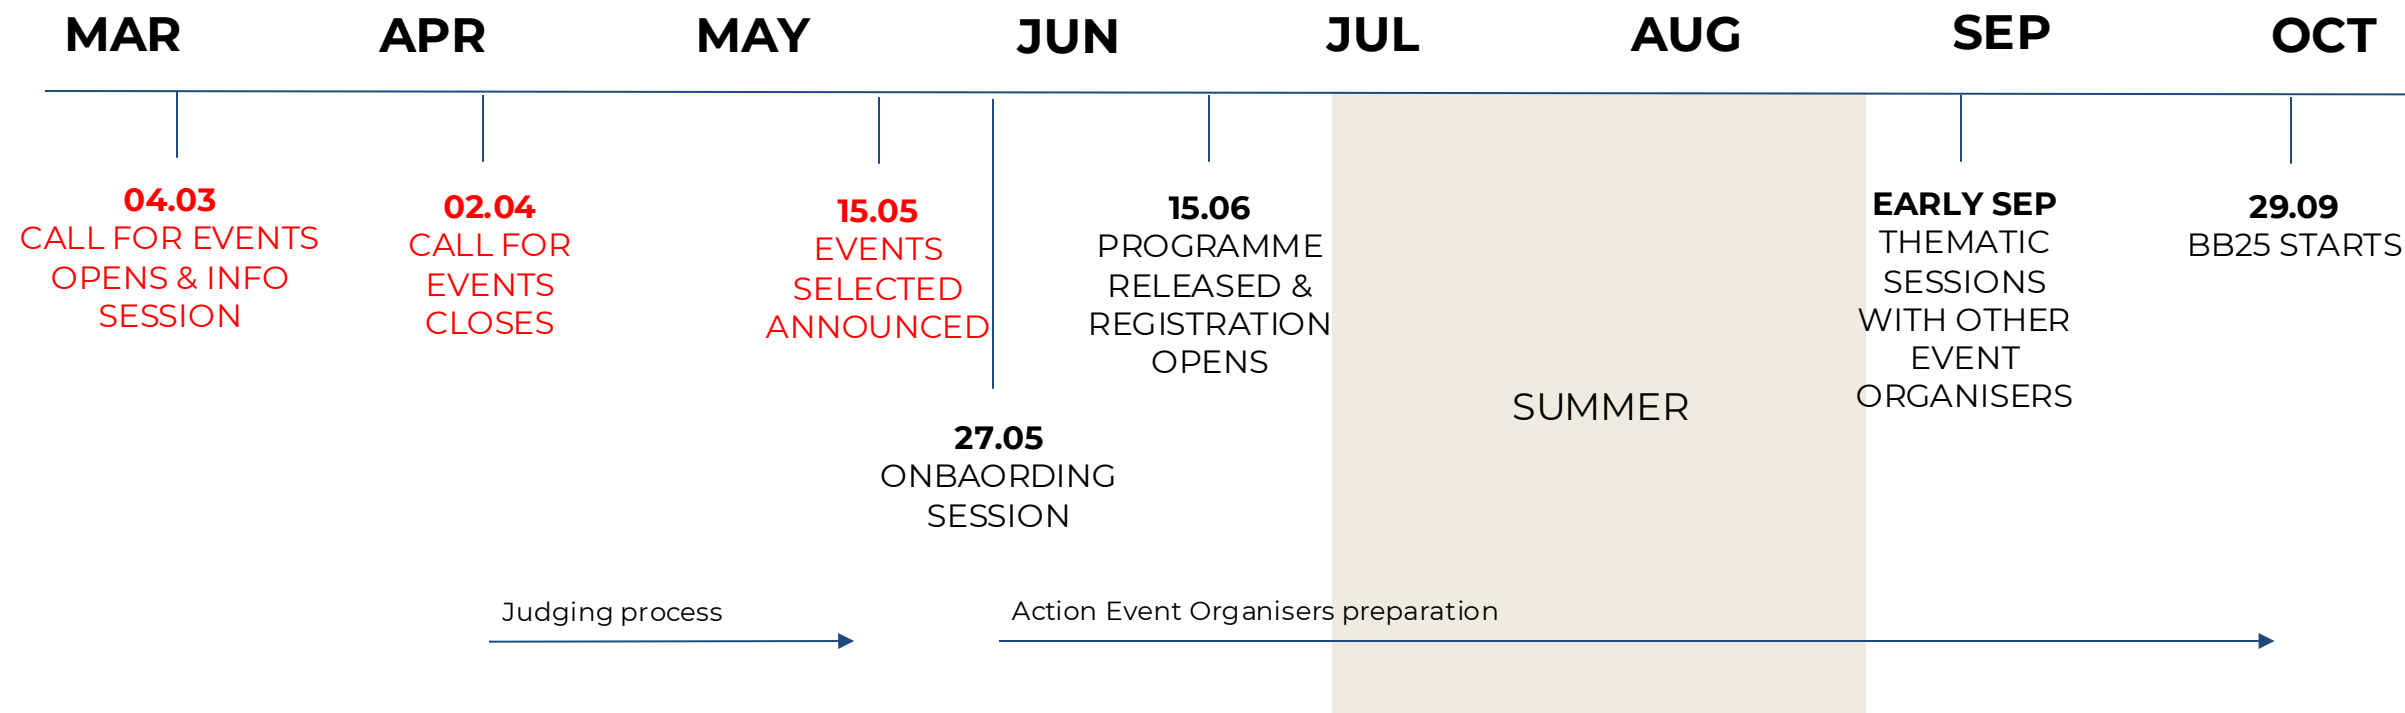 MAR APR MAY JUN JUL AUG SEP OCT
04.03
CALL FOR EVENTS
OPENS & INFO
SESSION
02.04
CALL FOR
EVENTS
CLOSES
15.05
EVENTS
SELECTED
ANNOUNCED
27.05
ONBAORDING
SESSION
15.06
PROGRAMME
RELEASED &
REGISTRATION
OPENS
SUMMER
EARLY SEP
THEMATIC
SESSIONS
WITH OTHER
EVENT
ORGANISERS
29.09
BB25 STARTS
Judging process
Action Event Organisers preparation